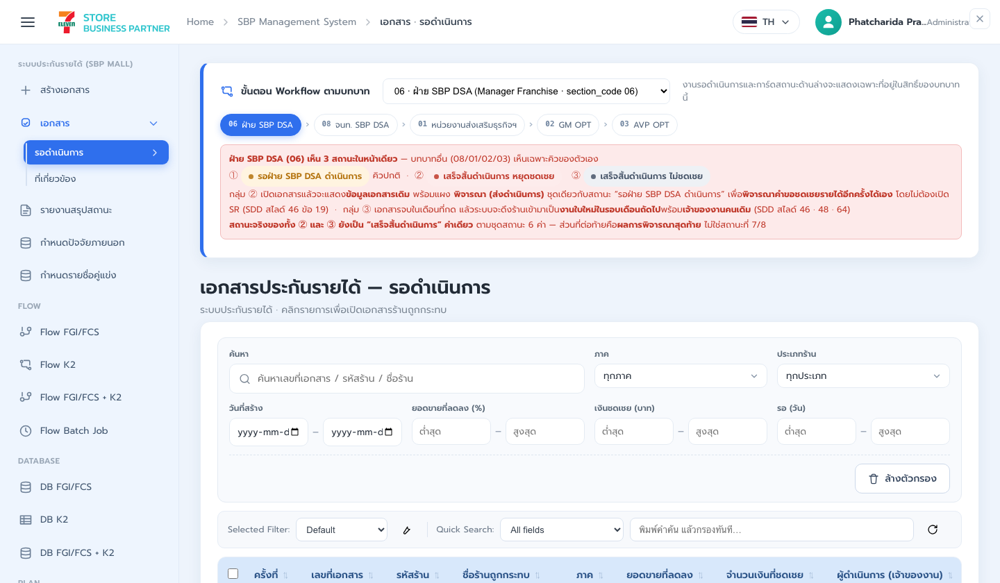 7 ELEVEN STORE
BUSINESS PARTNER
Home > SBP Management System > เอกสาร · รอดำเนินการ
TH
Phatcharida Pra... Administra
ระบบประกันรายได้ (SBP MALL)
สร้างเอกสาร
เอกสาร
รอดำเนินการ
ที่เกี่ยวข้อง
รายงานสรุปสถานะ
กำหนดปัจจัยภายนอก
กำหนดรายชื่อคู่แข่ง
FLOW
Flow FGI/FCS
Flow K2
Flow FGI/FCS + K2
Flow Batch Job
DATABASE
DB FGI/FCS
DB K2
DB FGI/FCS + K2
PLAN
ขั้นตอน Workflow ตามบทบาท
06 · ฝ่าย SBP DSA (Manager Franchise · section_code 06)
งานรอดำเนินการและการ์ดสถานะด้านล่างจะแสดงเฉพาะที่อยู่ในสิทธิ์ของบทบาท
นี้
06 ฝ่าย SBP DSA > 08 จนท. SBP DSA > 01 หน่วยงานส่งเสริมธุรกิจฯ > 02 GM OPT > 03 AVP OPT
ฝ่าย SBP DSA (06) เห็น 3 สถานะในหน้าเดียว — บทบาทอื่น (08/01/02/03) เห็นเฉพาะคิวของตัวเอง
① ● รอฝ่าย SBP DSA ดำเนินการ คิวปกติ · ② ● เสร็จสิ้นดำเนินการ หยุดชดเชย ③ ● เสร็จสิ้นดำเนินการ ไม่ชดเชย
กลุ่ม ② เปิดเอกสารแล้วจะแสดงข้อมูลเอกสารเดิม พร้อมแผง พิจารณา (ส่งดำเนินการ) ชุดเดียวกับสถานะ “รอฝ่าย SBP DSA ดำเนินการ” เพื่อพิจารณาคำขอชดเชยรายได้อีกครั้งได้เอง โดยไม่ต้องเปิด
SR (SDD สไลด์ 46 ข้อ 1.9) · กลุ่ม ③ เอกสารจบในเดือนที่กด แล้วระบบจะดึงร้านเข้ามาเป็นงานใบใหม่ในรอบเดือนถัดไปพร้อมเจ้าของงานคนเดิม (SDD สไลด์ 46 · 48 · 64)
สถานะจริงของทั้ง ② และ ③ ยังเป็น “เสร็จสิ้นดำเนินการ” ค่าเดียว ตามชุดสถานะ 6 ค่า — ส่วนที่ต่อท้ายคือผลการพิจารณาสุดท้าย ไม่ใช่สถานะที่ 7/8
เอกสารประกันรายได้ — รอดำเนินการ
ระบบประกันรายได้ · คลิกรายการเพื่อเปิดเอกสารร้านถูกกระทบ
ค้นหา ภาค ประเภทร้าน
ค้นหาเลขที่เอกสาร / รหัสร้าน / ชื่อร้าน ทุกภาค ทุกประเภท
วันที่สร้าง ยอดขายที่ลดลง (%) เงินชดเชย (บาท) รอ (วัน)
yyyy-mm-d – yyyy-mm-d ต่ำสุด – สูงสุด ต่ำสุด – สูงสุด ต่ำสุด – สูงสุด
ล้างตัวกรอง
Selected Filter: Default Quick Search: All fields พิมพ์คำค้น แล้วกรองทันที...
ครั้งที่ เลขที่เอกสาร รหัสร้าน ชื่อร้านถูกกระทบ ภาค ยอดขายที่ลดลง จำนวนเงินที่ชดเชย ผู้ดำเนินการ (เจ้าของงาน)